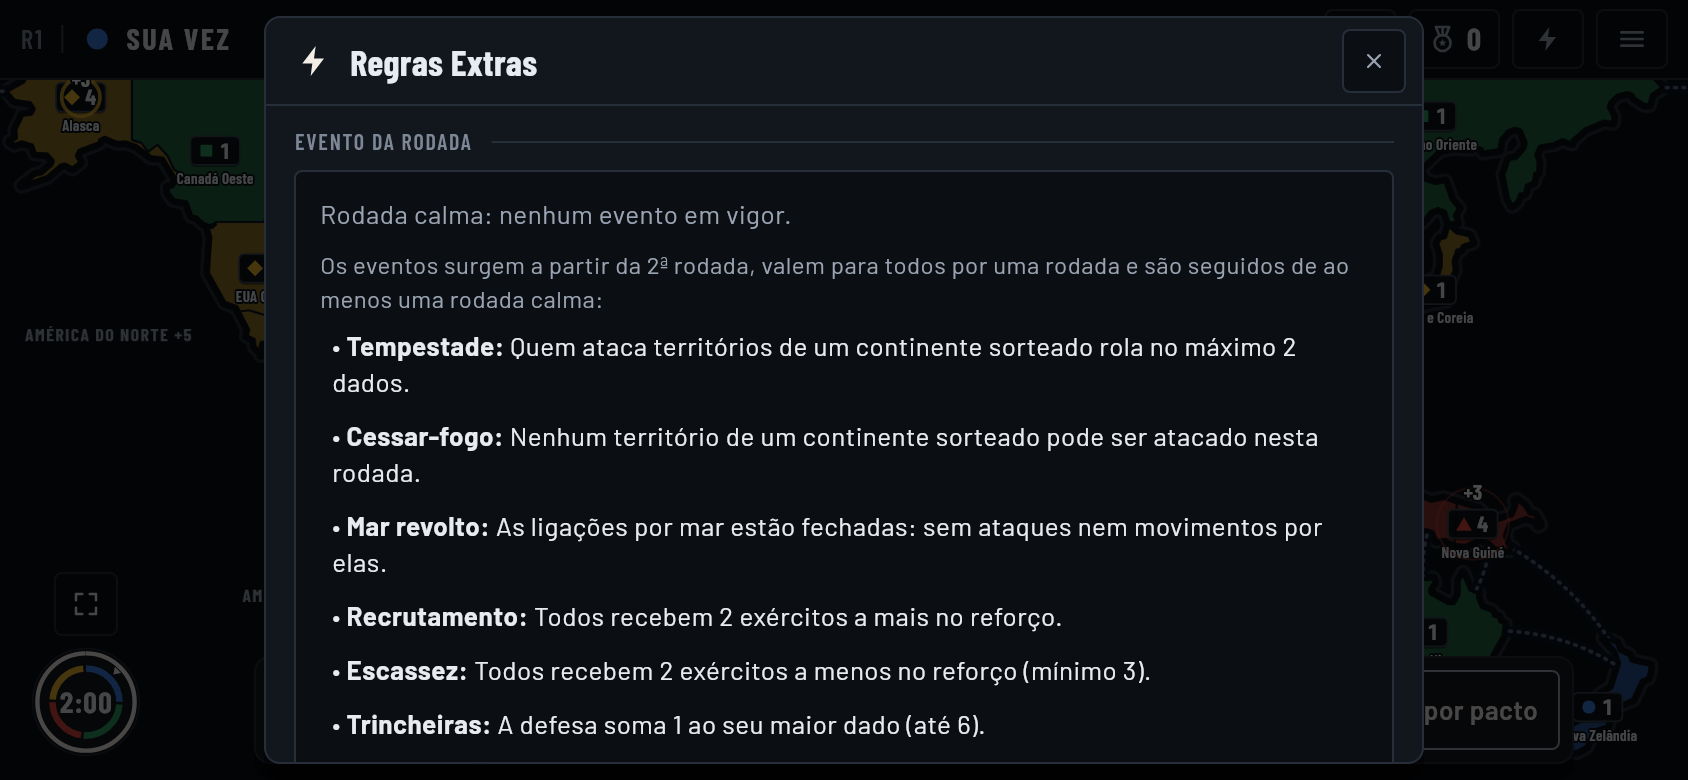 R1
SUA VEZ
Regras Extras
0
EVENTO DA RODADA
Rodada calma: nenhum evento em vigor.
Os eventos surgem a partir da 2ª rodada, valem para todos por uma rodada e são seguidos de ao
menos uma rodada calma:
• Tempestade: Quem ataca territórios de um continente sorteado rola no máximo 2
dados.
• Cessar-fogo: Nenhum território de um continente sorteado pode ser atacado nesta
rodada.
• Mar revolto: As ligações por mar estão fechadas: sem ataques nem movimentos por
elas.
• Recrutamento: Todos recebem 2 exércitos a mais no reforço.
• Escassez: Todos recebem 2 exércitos a menos no reforço (mínimo 3).
• Trincheiras: A defesa soma 1 ao seu maior dado (até 6).
4
Alasca
1
Canadá Oeste
EUA
AMÉRICA DO NORTE +5
AM
2:00
1
Oriente
1
e Coreia
+3
4
Nova Guiné
1
por pacto
1
va Zelândia